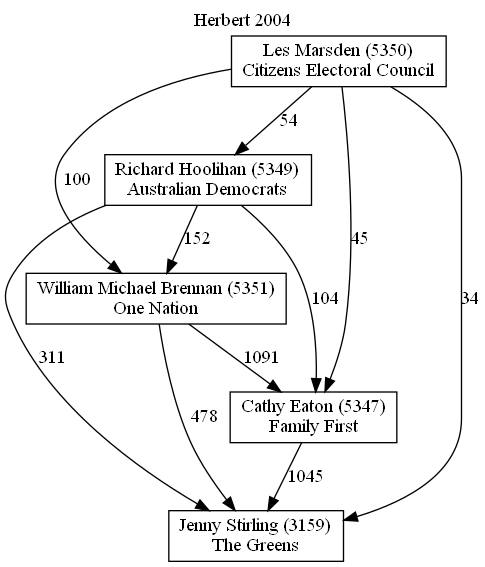 Herbert 2004
Les Marsden (5350)
Citizens Electoral Council
54
Richard Hoolihan (5349)
Australian Democrats
100
152
45
34
William Michael Brennan (5351)
One Nation
104
311
1091
Cathy Eaton (5347)
Family First
478
1045
Jenny Stirling (3159)
The Greens